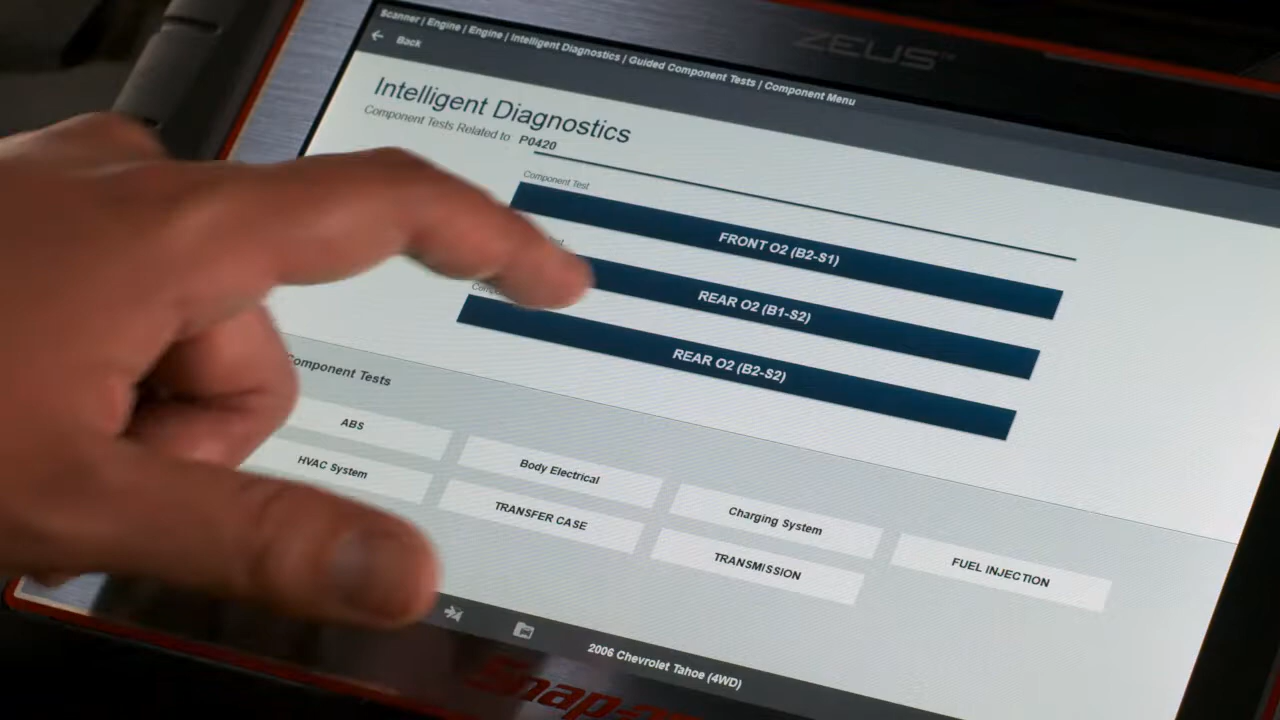 ZEUS™
Scanner | Engine | Engine | Intelligent Diagnostics | Guided Component Tests | Component Menu
Back
Intelligent Diagnostics
Component Tests Related to P0420
Component Test
FRONT O2 (B2-S1)
REAR O2 (B1-S2)
REAR O2 (B2-S2)
Component Tests
ABS
Body Electrical
Charging System
FUEL INJECTION
HVAC System
TRANSFER CASE
TRANSMISSION
2006 Chevrolet Tahoe (4WD)